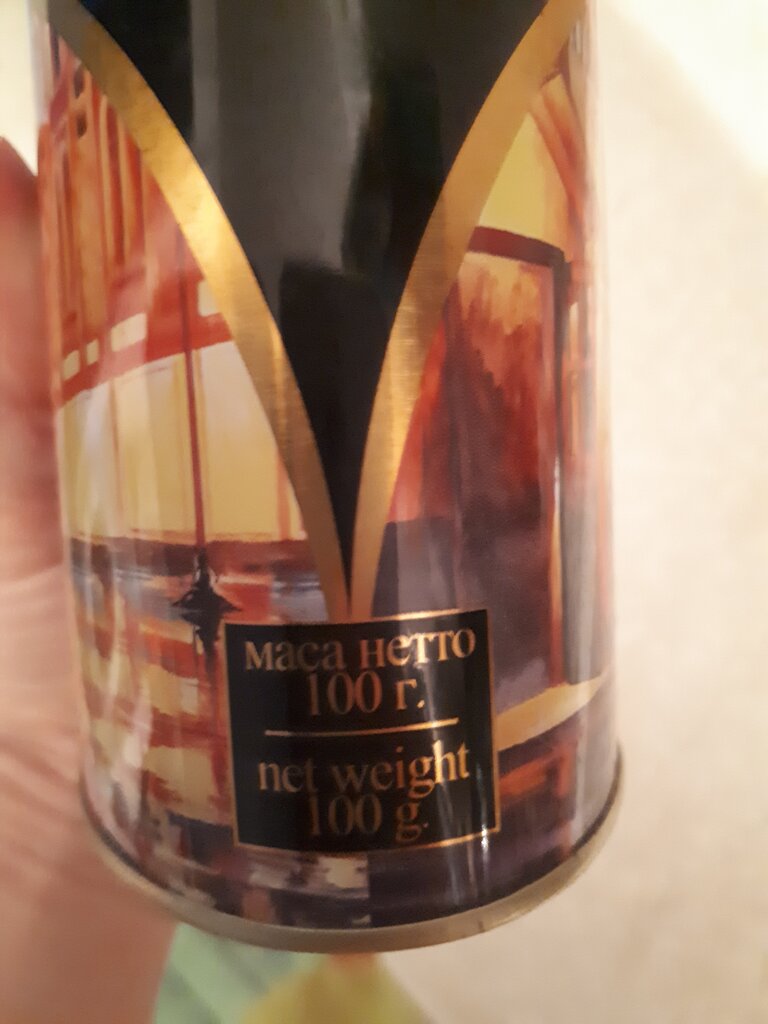 маса нетто
100 г.
net weight
100 g.